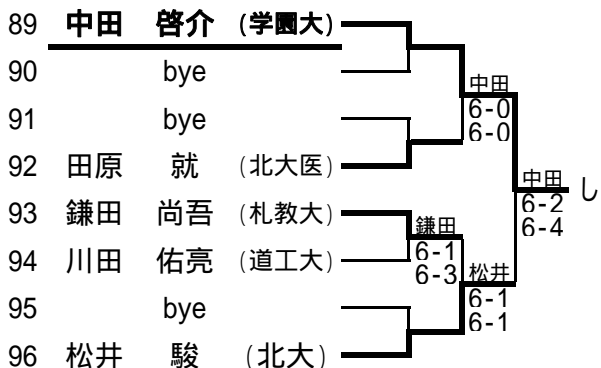 89 中田 啓介 (学園大)
90 bye
91 bye
92 田原 就 (北大医)
93 鎌田 尚吾 (札教大)
94 川田 佑亮 (道工大)
95 bye
96 松井 駿 (北大)
中田
6-0
6-0
鎌田
6-1
6-3
松井
6-1
6-1
中田
6-2
6-4
し